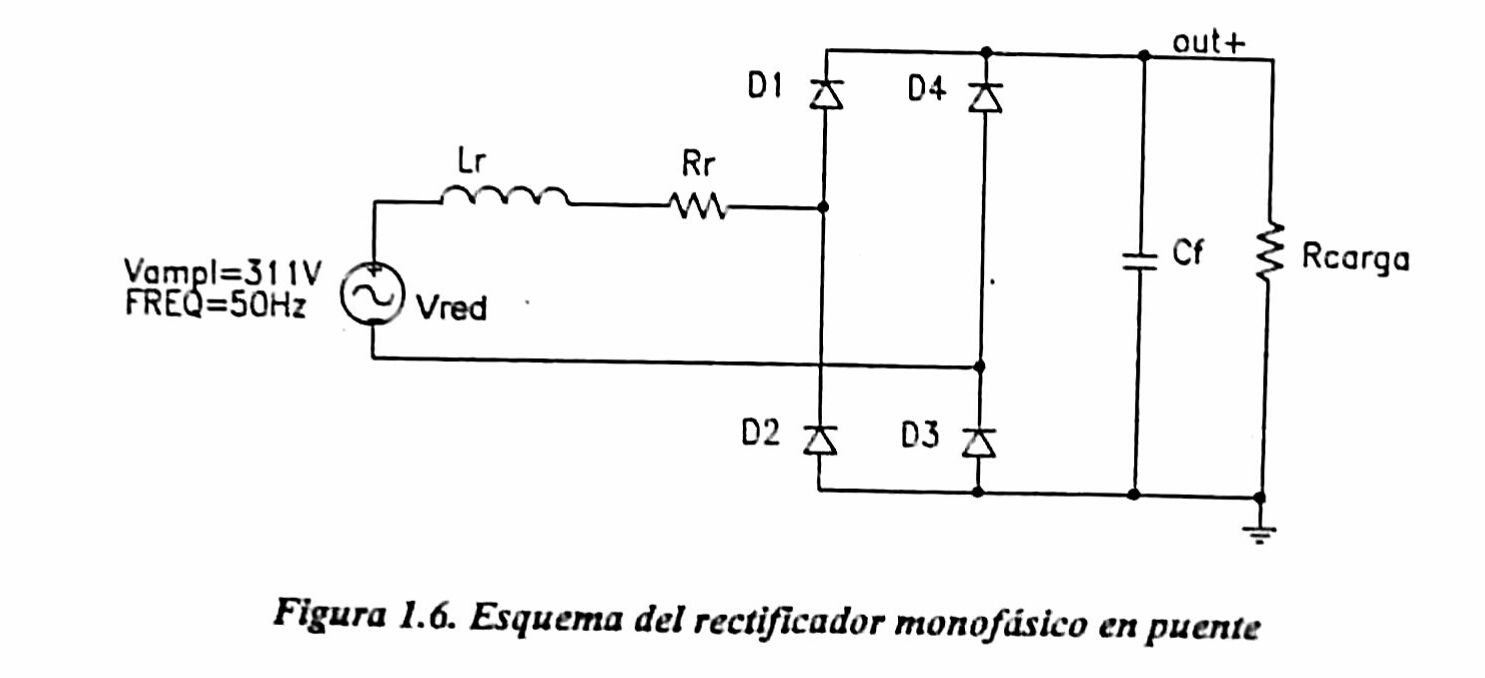 out+
D1
D4
Lr
Rr
Vampl=311V
FREQ=50Hz
Vred
Cf
Rcarga
D2
D3
Figura 1.6. Esquema del rectificador monofásico en puente